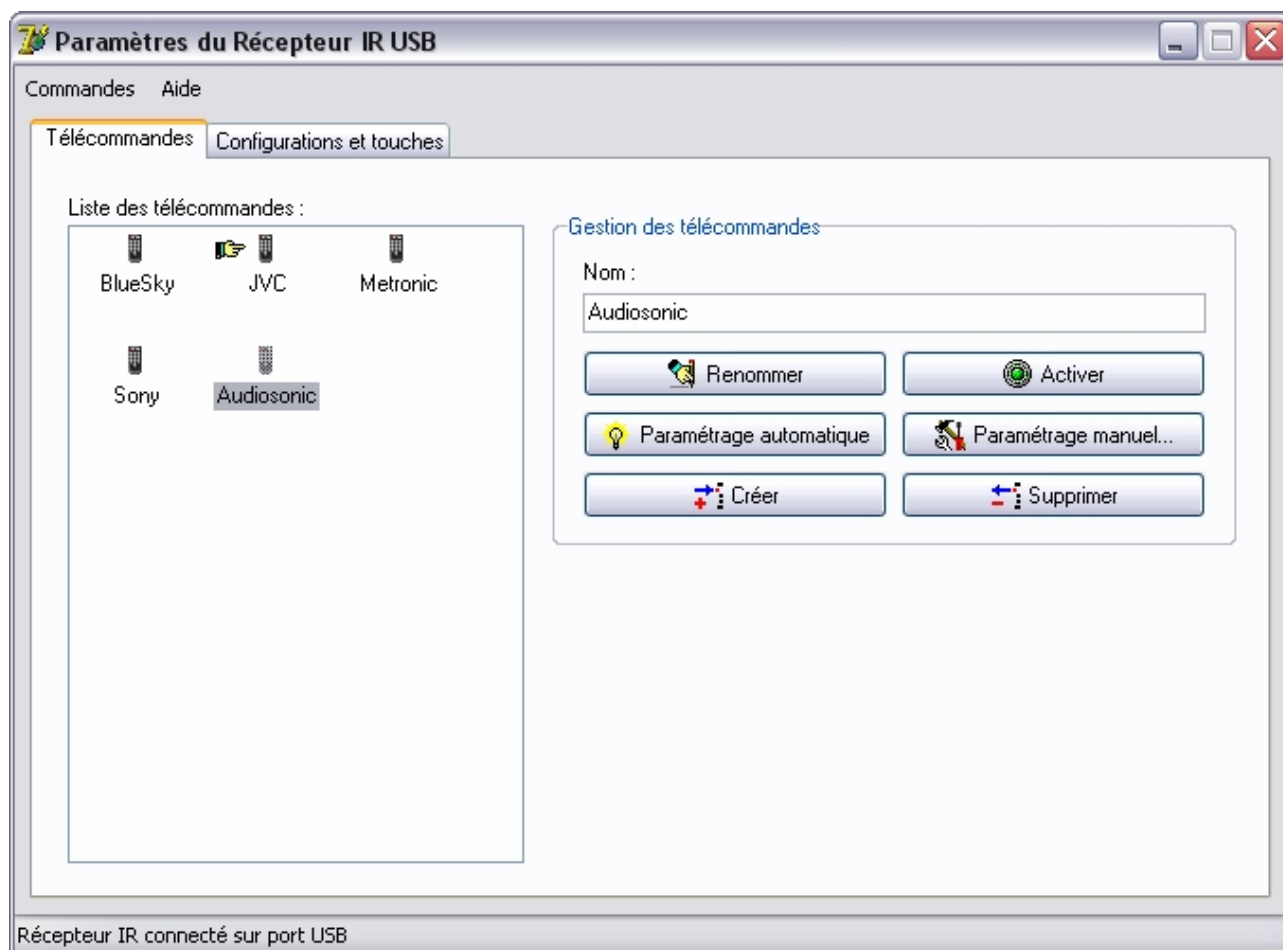 Paramètres du Récepteur IR USB
Commandes Aide
Télécommandes Configurations et touches
Liste des télécommandes :
BlueSky JVC Metronic
Sony Audiosonic
Gestion des télécommandes
Nom :
Audiosonic
Renommer Activer
Paramétrage automatique Paramétrage manuel...
Créer Supprimer
Récepteur IR connecté sur port USB